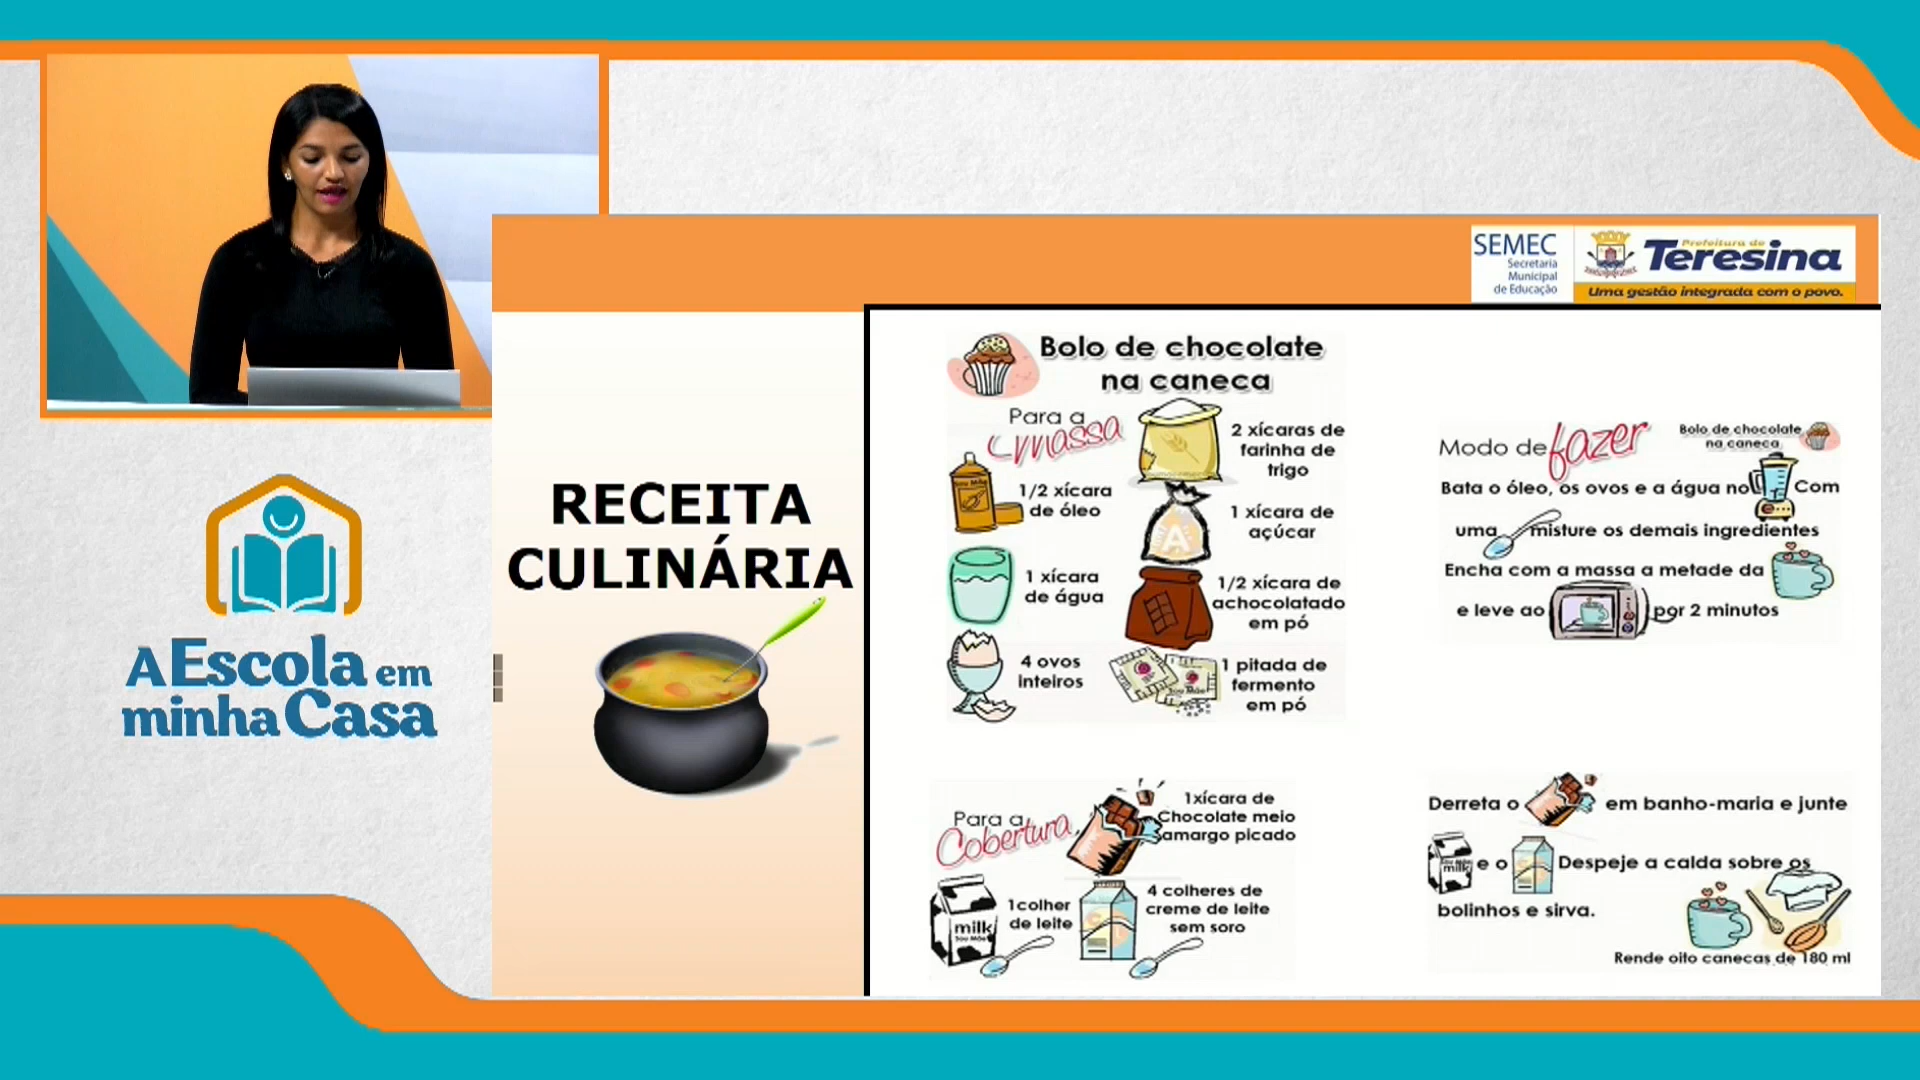 SEMEC
Secretaria
Municipal
de Educação
Prefeitura de
Teresina
Uma gestão integrada com o povo.
A Escola em
minha Casa
RECEITA
CULINÁRIA
Bolo de chocolate
na caneca
Para a
massa
2 xícaras de
farinha de
trigo
1/2 xícara
de óleo
1 xícara de
açúcar
1 xícara
de água
1/2 xícara de
achocolatado
em pó
4 ovos
inteiros
1 pitada de
fermento
em pó
Modo de fazer
Bolo de chocolate
na caneca
Bata o óleo, os ovos e a água no Com
uma misture os demais ingredientes
Encha com a massa a metade da
e leve ao por 2 minutos
Para a
Cobertura
1xícara de
Chocolate meio
amargo picado
milk
Sou Mãe
1colher
de leite
4 colheres de
creme de leite
sem soro
Derreta o em banho-maria e junte
milk
e o Despeje a calda sobre os
bolinhos e sirva.
Rende oito canecas de 180 ml